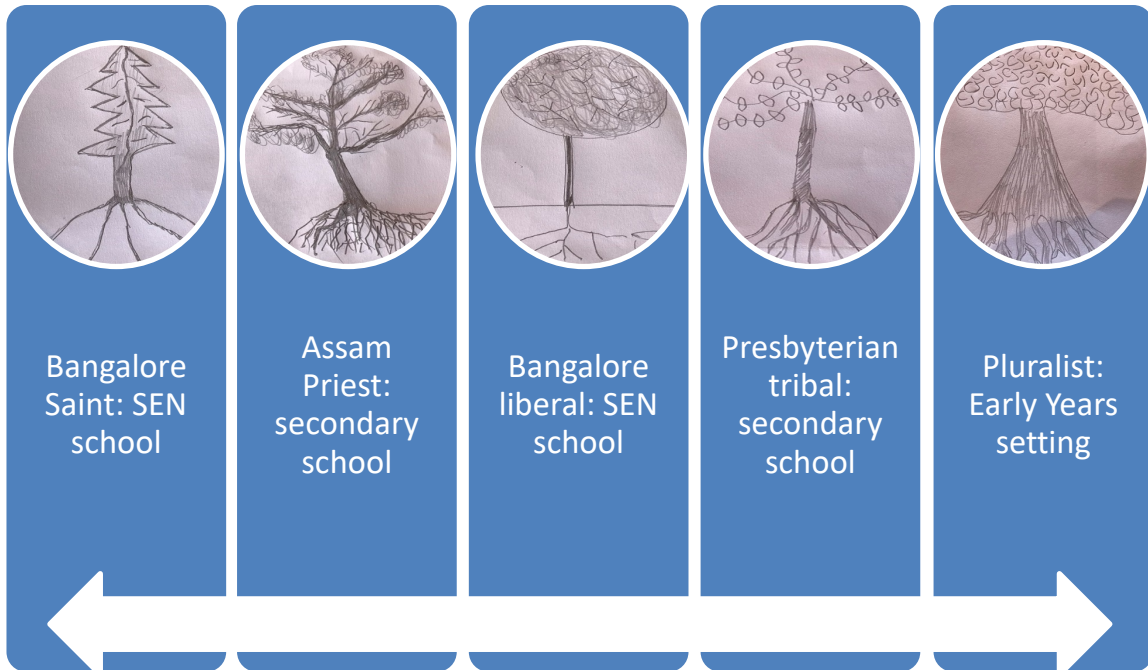 Bangalore
Saint: SEN
school
Assam
Priest:
secondary
school
Bangalore
liberal: SEN
school
Presbyterian
tribal:
secondary
school
Pluralist:
Early Years
setting